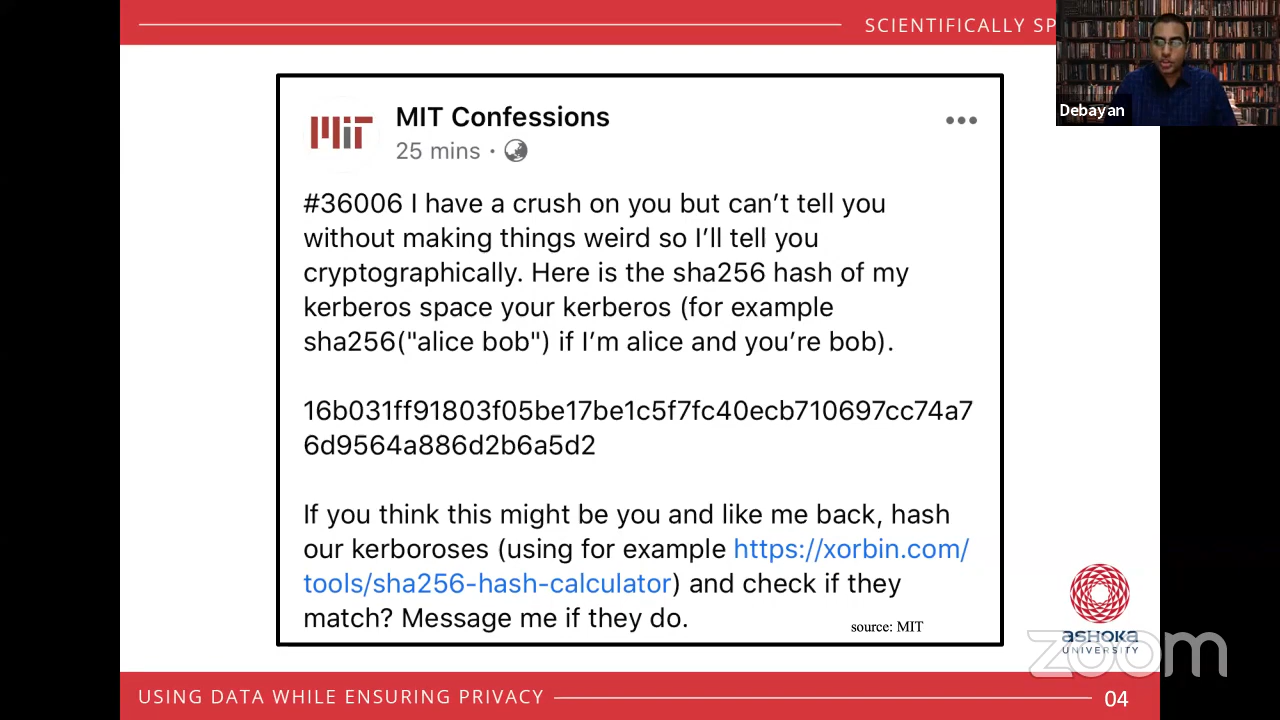 SCIENTIFICALLY SP
Debayan
MIT
MIT Confessions
25 mins ·
#36006 I have a crush on you but can’t tell you
without making things weird so I’ll tell you
cryptographically. Here is the sha256 hash of my
kerberos space your kerberos (for example
sha256("alice bob") if I’m alice and you’re bob).
16b031ff91803f05be17be1c5f7fc40ecb710697cc74a7
6d9564a886d2b6a5d2
If you think this might be you and like me back, hash
our kerboroses (using for example https://xorbin.com/
tools/sha256-hash-calculator) and check if they
match? Message me if they do.
source: MIT
ASHOKA
UNIVERSITY
zoom
USING DATA WHILE ENSURING PRIVACY
04